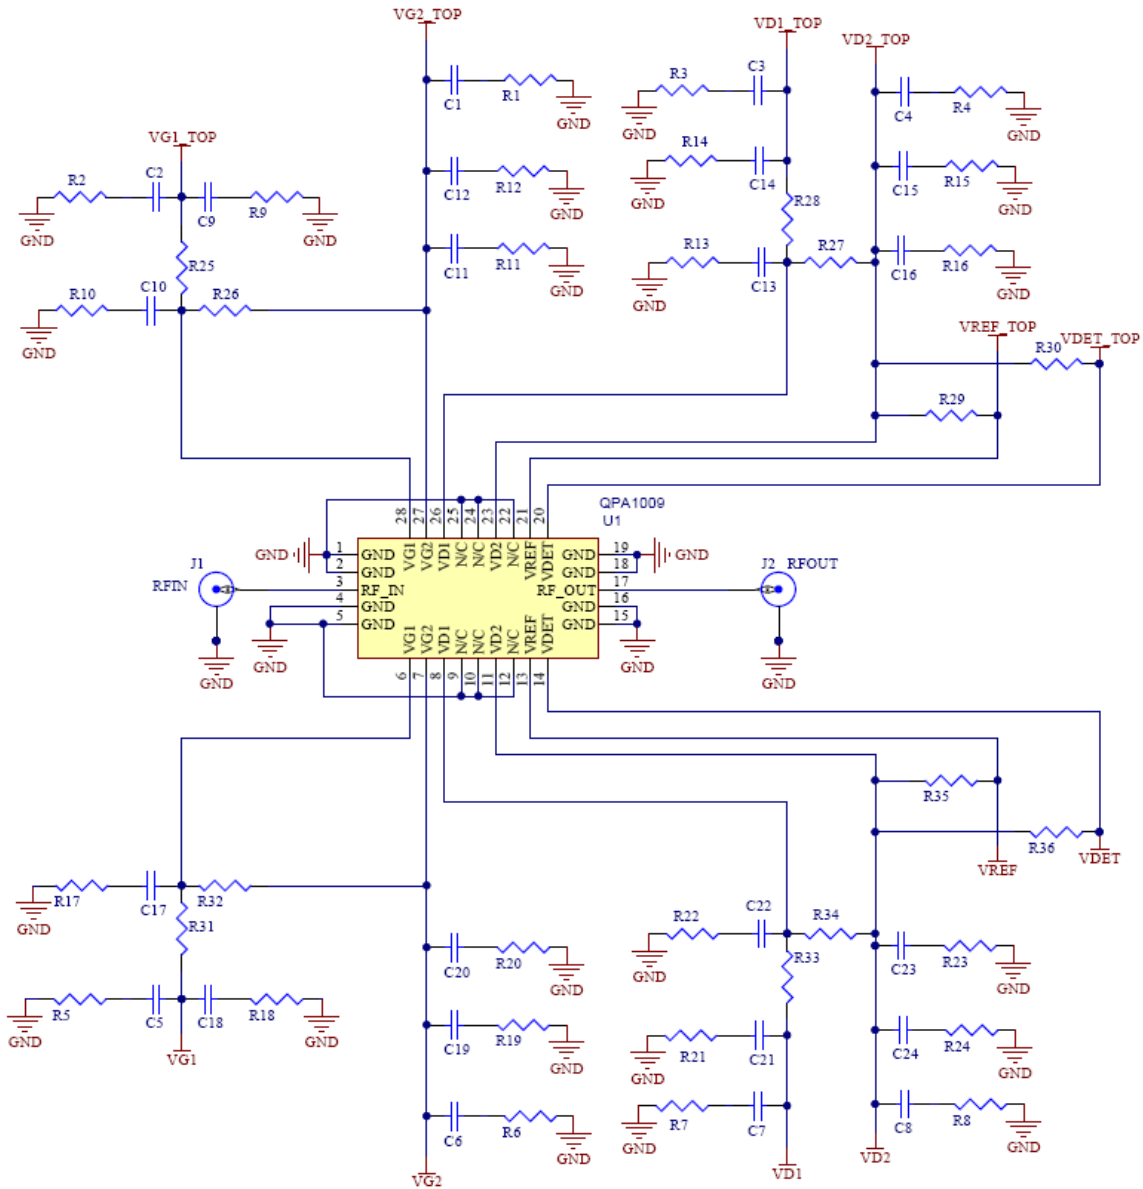 VG2_TOP
VD1_TOP
VD2_TOP
C1
R1
GND
R3
C3
GND
C4
R4
GND
VG1_TOP
R14
C14
GND
R2
C2
GND
C9
R9
GND
C12
R12
GND
C15
R15
GND
R28
R25
C11
R11
GND
R13
C13
GND
R27
C16
R16
GND
R10
C10
GND
R26
VREF_TOP
VDET_TOP
R30
R29
QPA1009
U1
28 27 26 25 24 23 22 21 20
VG1 VG2 VD1 N/C N/C VD2 N/C VREF VDET
GND 1 GND GND 19 GND
2 GND GND 18
J1 RFIN 3 RF_IN RF_OUT 17 J2 RFOUT
4 GND GND 16
5 GND GND 15
GND
GND
GND
GND
VG1 VG2 VD1 N/C N/C VD2 N/C VREF VDET
6 7 8 9 10 11 12 13 14
R35
R36
VREF
VDET
R17
C17
GND
R32
R31
R22
C22
GND
R34
R33
C20
R20
GND
C23
R23
GND
R5
C5
GND
C18
R18
GND
VG1
C19
R19
GND
R21
C21
GND
C24
R24
GND
C6
R6
GND
R7
C7
GND
C8
R8
GND
VG2
VD1
VD2